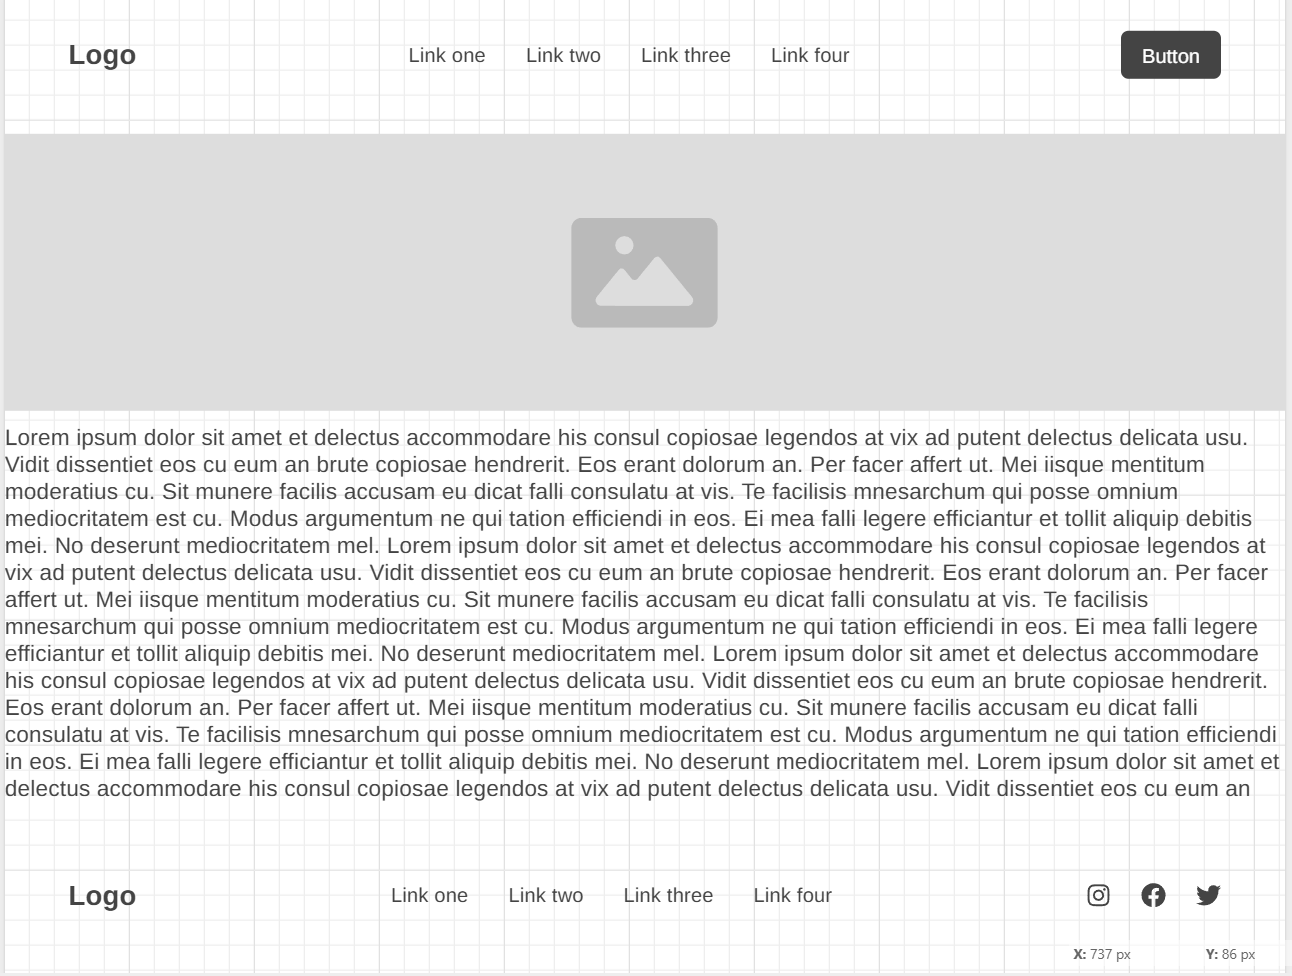 Logo
Link one Link two Link three Link four
Button
Lorem ipsum dolor sit amet et delectus accommodare his consul copiosae legendos at vix ad putent delectus delicata usu.
Vidit dissentiet eos cu eum an brute copiosae hendrerit. Eos erant dolorum an. Per facer affert ut. Mei iisque mentitum
moderatius cu. Sit munere facilis accusam eu dicat falli consulatu at vis. Te facilisis mnesarchum qui posse omnium
mediocritatem est cu. Modus argumentum ne qui tation efficiendi in eos. Ei mea falli legere efficiantur et tollit aliquip debitis
mei. No deserunt mediocritatem mel. Lorem ipsum dolor sit amet et delectus accommodare his consul copiosae legendos at
vix ad putent delectus delicata usu. Vidit dissentiet eos cu eum an brute copiosae hendrerit. Eos erant dolorum an. Per facer
affert ut. Mei iisque mentitum moderatius cu. Sit munere facilis accusam eu dicat falli consulatu at vis. Te facilisis
mnesarchum qui posse omnium mediocritatem est cu. Modus argumentum ne qui tation efficiendi in eos. Ei mea falli legere
efficiantur et tollit aliquip debitis mei. No deserunt mediocritatem mel. Lorem ipsum dolor sit amet et delectus accommodare
his consul copiosae legendos at vix ad putent delectus delicata usu. Vidit dissentiet eos cu eum an brute copiosae hendrerit.
Eos erant dolorum an. Per facer affert ut. Mei iisque mentitum moderatius cu. Sit munere facilis accusam eu dicat falli
consulatu at vis. Te facilisis mnesarchum qui posse omnium mediocritatem est cu. Modus argumentum ne qui tation efficiendi
in eos. Ei mea falli legere efficiantur et tollit aliquip debitis mei. No deserunt mediocritatem mel. Lorem ipsum dolor sit amet et
delectus accommodare his consul copiosae legendos at vix ad putent delectus delicata usu. Vidit dissentiet eos cu eum an
Logo
Link one Link two Link three Link four
X: 737 px Y: 86 px